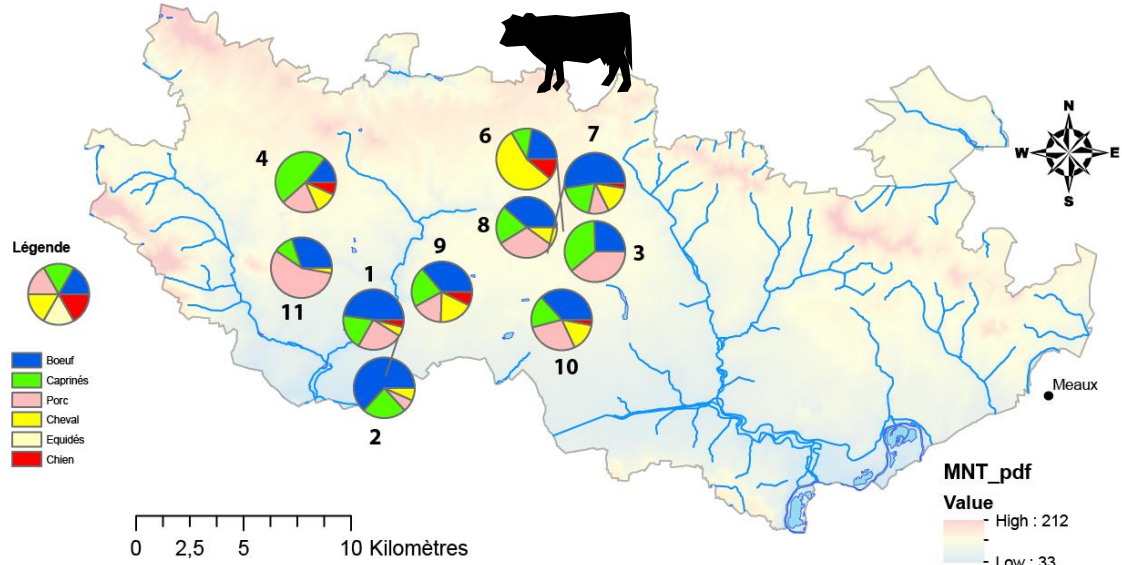 N
W E
S
6
7
4
8
3
9
1
11
10
2
Légende
Boeuf
Caprinés
Porc
Cheval
Equidés
Chien
Meaux
MNT_pdf
Value
High : 212
Low : 33
0 2,5 5 10 Kilomètres